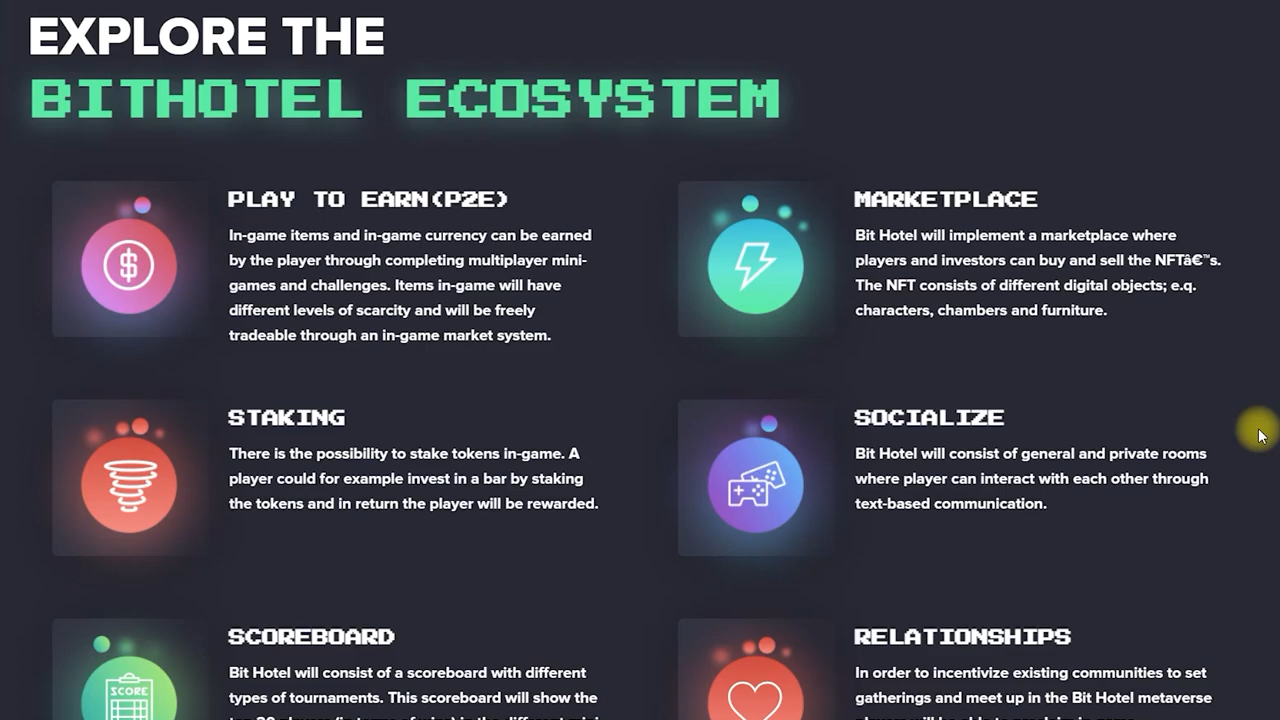 EXPLORE THE
BITHOTEL ECOSYSTEM
PLAY TO EARN(P2E)
In-game items and in-game currency can be earned
by the player through completing multiplayer mini-
games and challenges. Items in-game will have
different levels of scarcity and will be freely
tradeable through an in-game market system.
MARKETPLACE
Bit Hotel will implement a marketplace where
players and investors can buy and sell the NFTâ€™s.
The NFT consists of different digital objects; e.q.
characters, chambers and furniture.
STAKING
There is the possibility to stake tokens in-game. A
player could for example invest in a bar by staking
the tokens and in return the player will be rewarded.
SOCIALIZE
Bit Hotel will consist of general and private rooms
where player can interact with each other through
text-based communication.
SCORE
SCOREBOARD
Bit Hotel will consist of a scoreboard with different
types of tournaments. This scoreboard will show the
RELATIONSHIPS
In order to incentivize existing communities to set
gatherings and meet up in the Bit Hotel metaverse